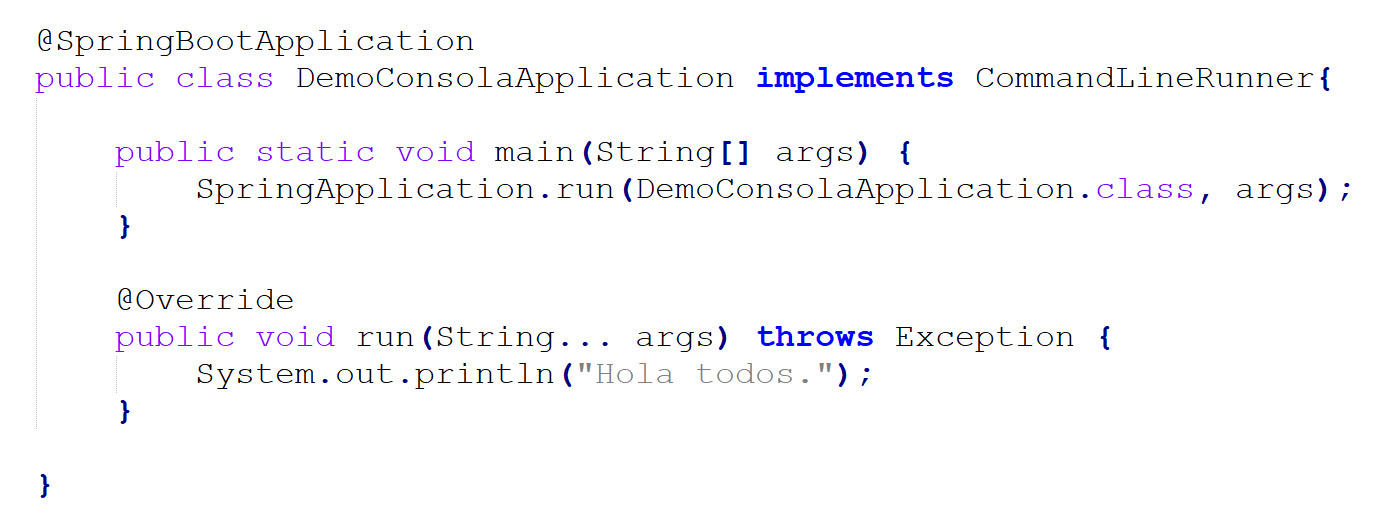 @SpringBootApplication
public class DemoConsolaApplication implements CommandLineRunner{
public static void main(String[] args) {
SpringApplication.run(DemoConsolaApplication.class, args);
}
@Override
public void run(String... args) throws Exception {
System.out.println("Hola todos.");
}
}